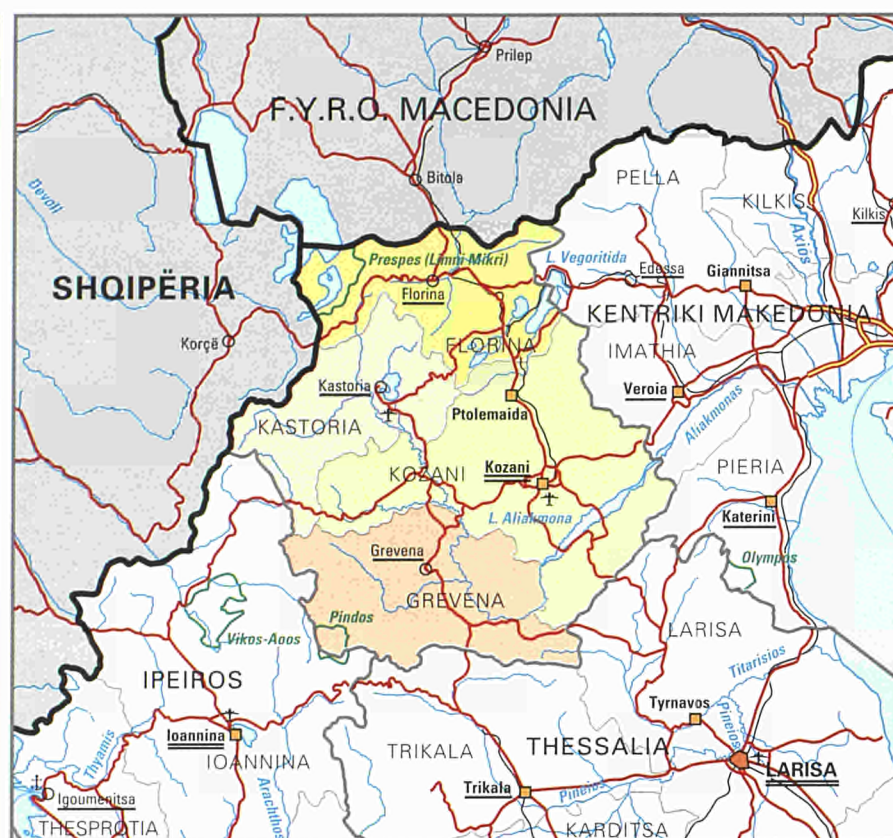 Prilep
F.Y.R.O. MACEDONIA
Bitola
PELLA
KILKIS
Devoll
Kilkis
Axios
Prespes (Limni Mikri)
L. Vegoritida
Edessa
Giannitsa
SHQIPËRIA
Florina
KENTRIKI MAKEDONIA
Korçë
FLORINA
IMATHIA
Kastoria
Veroia
Ptolemaida
Aliakmonas
KASTORIA
KOZANI
Kozani
PIERIA
L. Aliakmona
Katerini
Grevena
Olympos
GREVENA
Pindos
Vikos-Aoos
LARISA
Titarisios
IPEIROS
Tyrnavos
Pineios
Ioannina
IOANNINA
TRIKALA
THESSALIA
Thyamis
LARISA
Arachthos
Igoumenitsa
Trikala
Pineios
THESPROTIA
KARDITSA